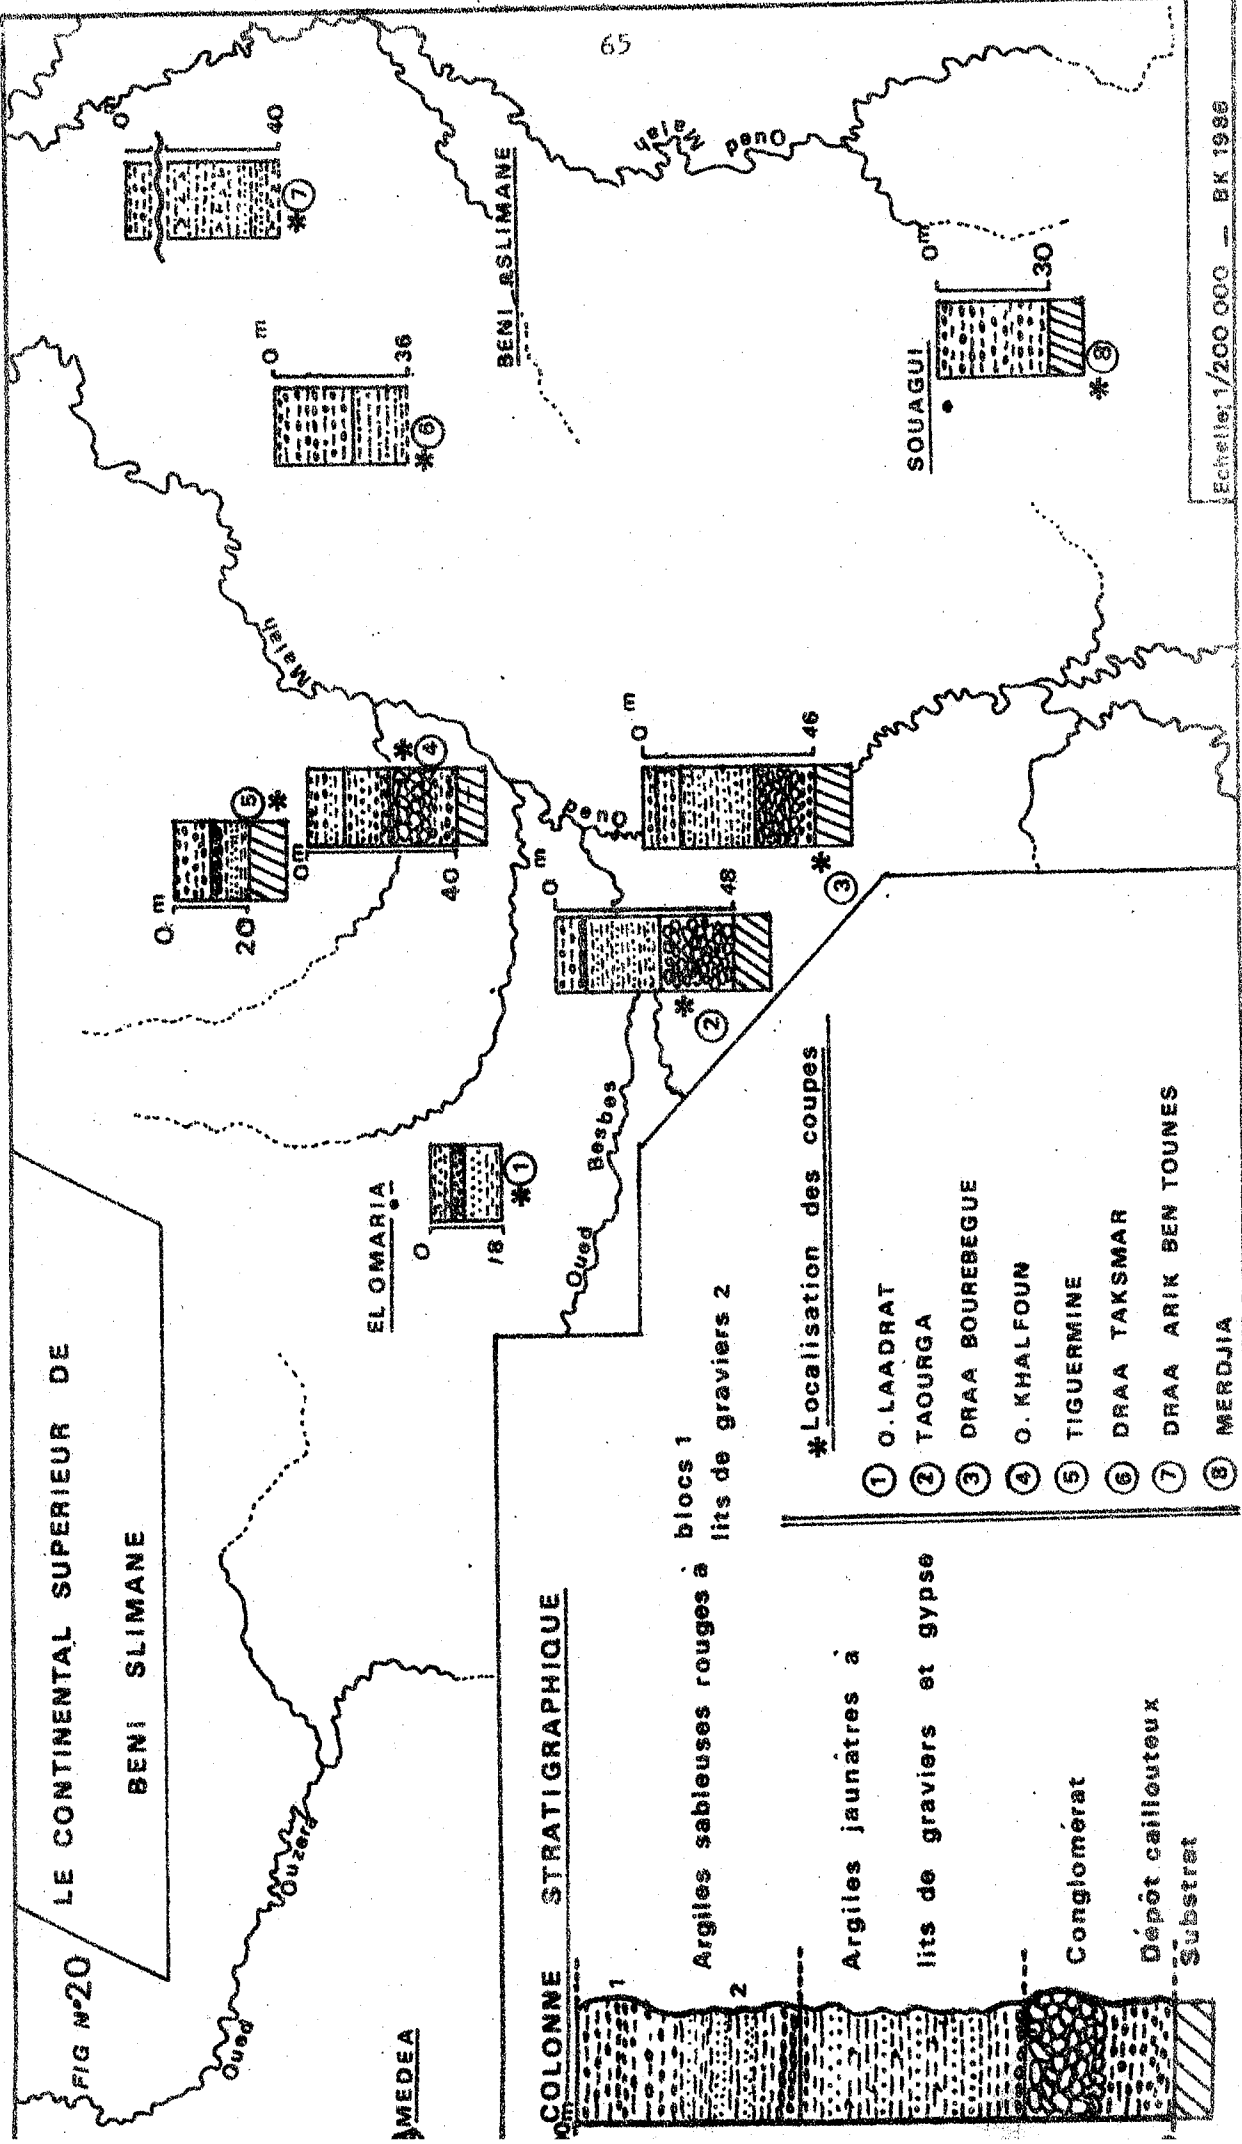 65
FIG N°20
LE CONTINENTAL SUPERIEUR DE
BENI SLIMANE
Oued Ouzera
MEDEA
EL OMARIA
BENI SLIMANE
SOUAGUI
Oued Besbes
Oued Malah
Oued Malah
0
18
1
0 m
48
2
0 m
46
3
0m
40
4
0 m
20
5
0 m
36
6
0m
40
7
0m
30
8
COLONNE STRATIGRAPHIQUE
1
2
Argiles sableuses rouges à
blocs 1
lits de graviers 2
Argiles jaunâtres à
lits de graviers et gypse
Conglomérat
Dépôt caillouteux
Substrat
* Localisation des coupes
1 O. LAADRAT
2 TAOURGA
3 DRAA BOUREBEGUE
4 O. KHALFOUN
5 TIGUERMINE
6 DRAA TAKSMAR
7 DRAA ARIK BEN TOUNES
8 MERDJIA
Echelle; 1/200 000 — BK 1986